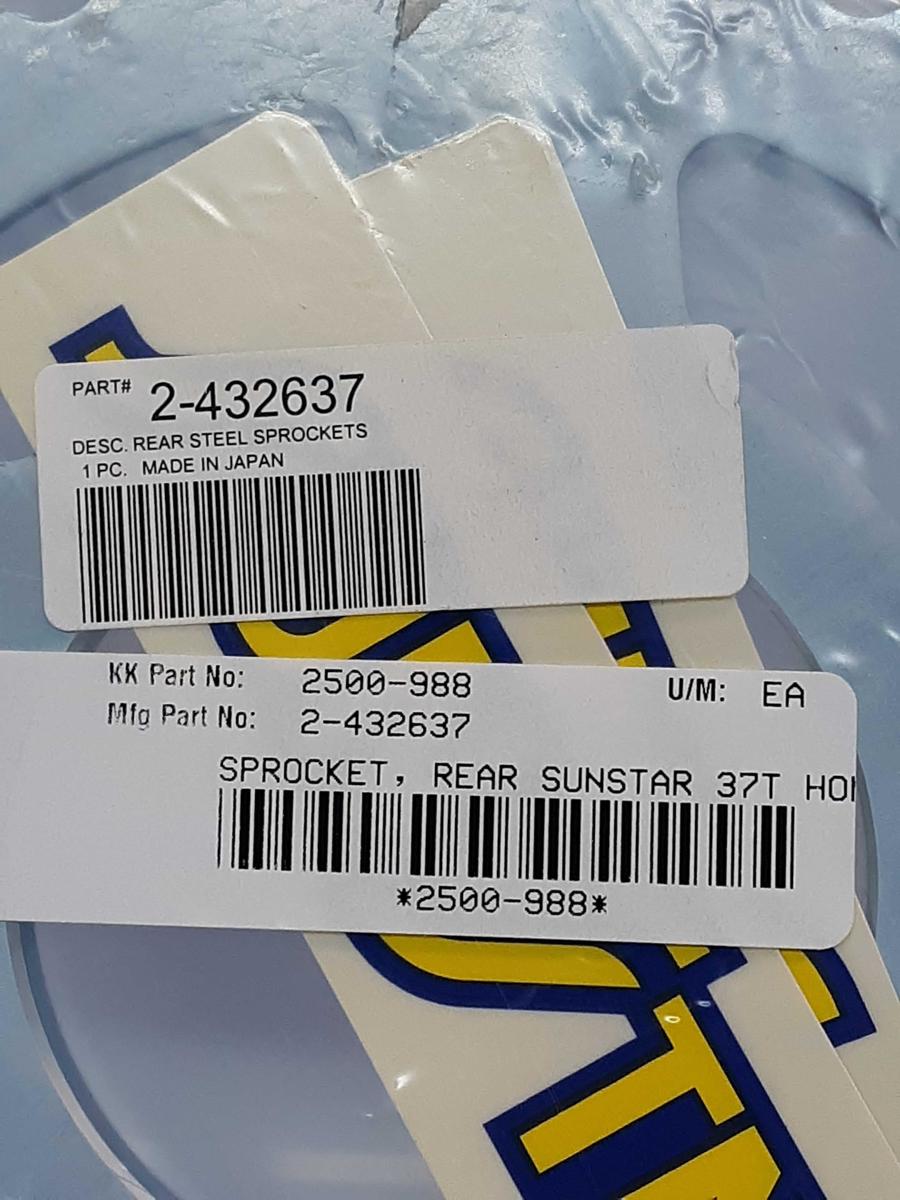 PART# 2-432637
DESC. REAR STEEL SPROCKETS
1 PC. MADE IN JAPAN
KK Part No: 2500-988 U/M: EA
Mfg Part No: 2-432637
SPROCKET, REAR SUNSTAR 37T
*2500-988*